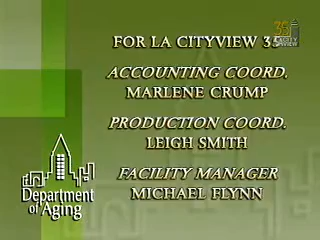 FOR LA CITYVIEW 35
ACCOUNTING COORD.
MARLENE CRUMP
PRODUCTION COORD.
LEIGH SMITH
FACILITY MANAGER
MICHAEL FLYNN
Department
of Aging
35